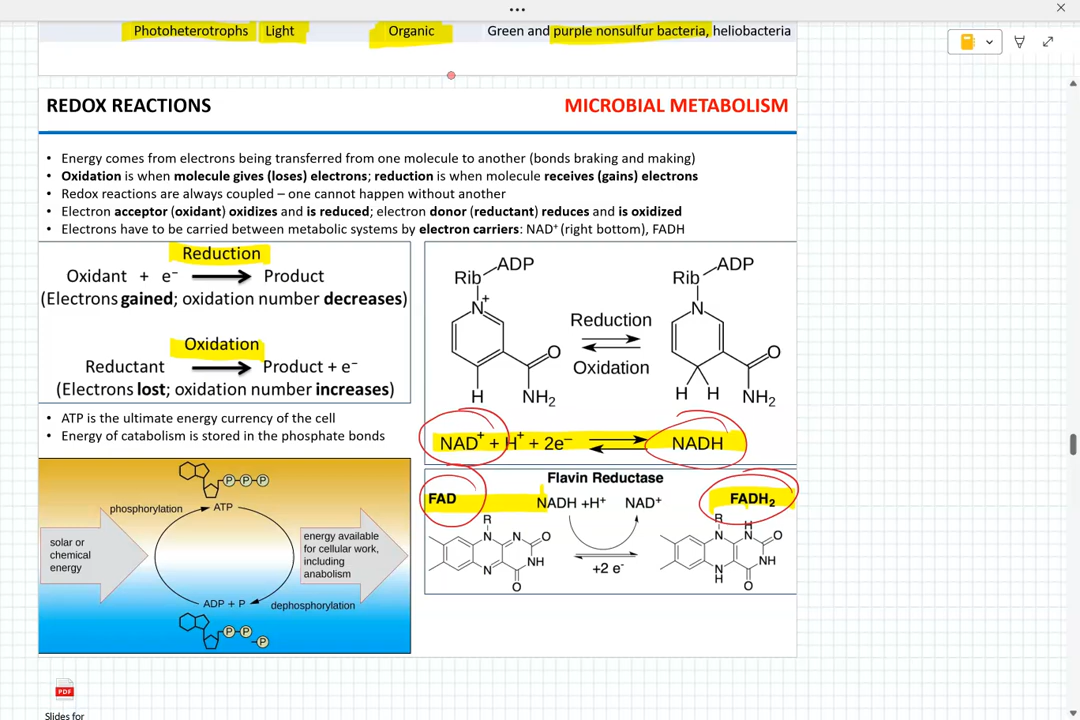 Photoheterotrophs Light Organic Green and purple nonsulfur bacteria, heliobacteria
REDOX REACTIONS MICROBIAL METABOLISM
• Energy comes from electrons being transferred from one molecule to another (bonds braking and making)
• Oxidation is when molecule gives (loses) electrons; reduction is when molecule receives (gains) electrons
• Redox reactions are always coupled – one cannot happen without another
• Electron acceptor (oxidant) oxidizes and is reduced; electron donor (reductant) reduces and is oxidized
• Electrons have to be carried between metabolic systems by electron carriers: NAD⁺ (right bottom), FADH
Reduction
Oxidant + e⁻ ⟶ Product
(Electrons gained; oxidation number decreases)
Oxidation
Reductant ⟶ Product + e⁻
(Electrons lost; oxidation number increases)
• ATP is the ultimate energy currency of the cell
• Energy of catabolism is stored in the phosphate bonds
P P P
phosphorylation ATP
solar or
chemical
energy
energy available
for cellular work,
including
anabolism
ADP + P dephosphorylation
P P
P
ADP
Rib
N⁺
O
H NH₂
Reduction
Oxidation
ADP
Rib
N
O
H H NH₂
NAD⁺ + H⁺ + 2e⁻ ⇌ NADH
Flavin Reductase
FAD NADH +H⁺ NAD⁺ FADH₂
R
N N O
NH
N
O
+2 e⁻
R H
N N O
NH
N
H O
PDF
Slides for